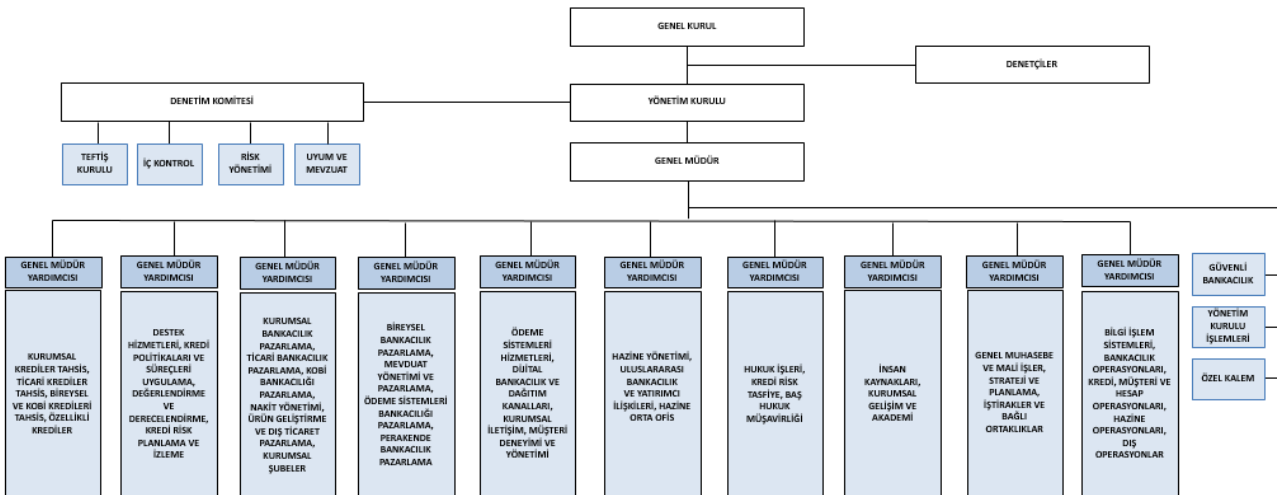 GENEL KURUL
DENETÇİLER
DENETİM KOMİTESİ
YÖNETİM KURULU
TEFTİŞ
KURULU
İÇ KONTROL
RİSK
YÖNETİMİ
UYUM VE
MEVZUAT
GENEL MÜDÜR
GENEL MÜDÜR
YARDIMCISI
KURUMSAL
KREDİLER TAHSİS,
TİCARİ KREDİLER
TAHSİS, BİREYSEL
VE KOBİ KREDİLERİ
TAHSİS, ÖZELLİKLİ
KREDİLER
GENEL MÜDÜR
YARDIMCISI
DESTEK
HİZMETLERİ, KREDİ
POLİTİKALARI VE
SÜREÇLERİ
UYGULAMA,
DEĞERLENDİRME
VE
DERECELENDİRME,
KREDİ RİSK
PLANLAMA VE
İZLEME
GENEL MÜDÜR
YARDIMCISI
KURUMSAL
BANKACILIK
PAZARLAMA,
TİCARİ BANKACILIK
PAZARLAMA, KOBİ
BANKACILIĞI
PAZARLAMA,
NAKİT YÖNETİMİ,
ÜRÜN GELİŞTİRME
VE DIŞ TİCARET
PAZARLAMA,
KURUMSAL
ŞUBELER
GENEL MÜDÜR
YARDIMCISI
BİREYSEL
BANKACILIK
PAZARLAMA,
MEVDUAT
YÖNETİMİ VE
PAZARLAMA,
ÖDEME SİSTEMLERİ
BANKACILIĞI
PAZARLAMA,
PERAKENDE
BANKACILIK
PAZARLAMA
GENEL MÜDÜR
YARDIMCISI
ÖDEME
SİSTEMLERİ
HİZMETLERİ,
DİJİTAL
BANKACILIK VE
DAĞITIM
KANALLARI,
KURUMSAL
İLETİŞİM, MÜŞTERİ
DENEYİMİ VE
YÖNETİMİ
GENEL MÜDÜR
YARDIMCISI
HAZİNE YÖNETİMİ,
ULUSLARARASI
BANKACILIK
VE YATIRIMCI
İLİŞKİLERİ, HAZİNE
ORTA OFİS
GENEL MÜDÜR
YARDIMCISI
HUKUK İŞLERİ,
KREDİ RİSK
TASFİYE, BAŞ
HUKUK
MÜŞAVİRLİĞİ
GENEL MÜDÜR
YARDIMCISI
İNSAN
KAYNAKLARI,
KURUMSAL
GELİŞİM VE
AKADEMİ
GENEL MÜDÜR
YARDIMCISI
GENEL MUHASEBE
VE MALİ İŞLER,
STRATEJİ VE
PLANLAMA,
İŞTİRAKLER VE
BAĞLI
ORTAKLIKLAR
GENEL MÜDÜR
YARDIMCISI
BİLGİ İŞLEM
SİSTEMLERİ,
BANKACILIK
OPERASYONLARI,
KREDİ, MÜŞTERİ VE
HESAP
OPERASYONLARI,
HAZİNE
OPERASYONLARI,
DIŞ
OPERASYONLAR
GÜVENLİ
BANKACILIK
YÖNETİM
KURULU
İŞLEMLERİ
ÖZEL KALEM